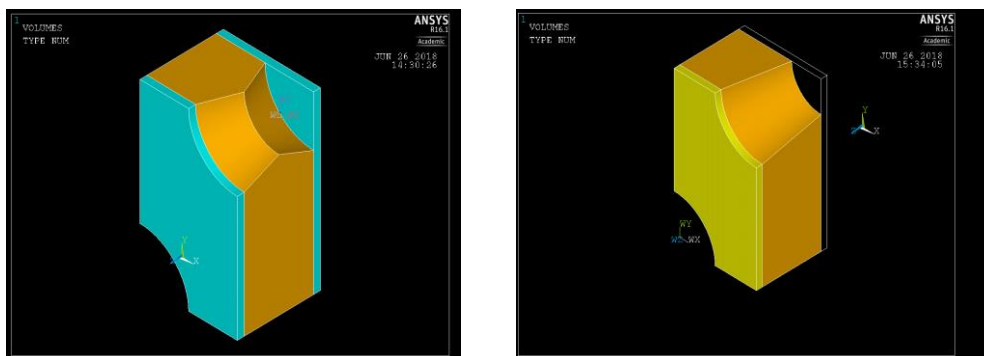 1
VOLUMES
TYPE NUM
ANSYS
R16.1
Academic
JUN 26 2018
14:30:26
Y
X
1
VOLUMES
TYPE NUM
ANSYS
R16.1
Academic
JUN 26 2018
15:34:05
Y
Z
X
WY
WZ WX